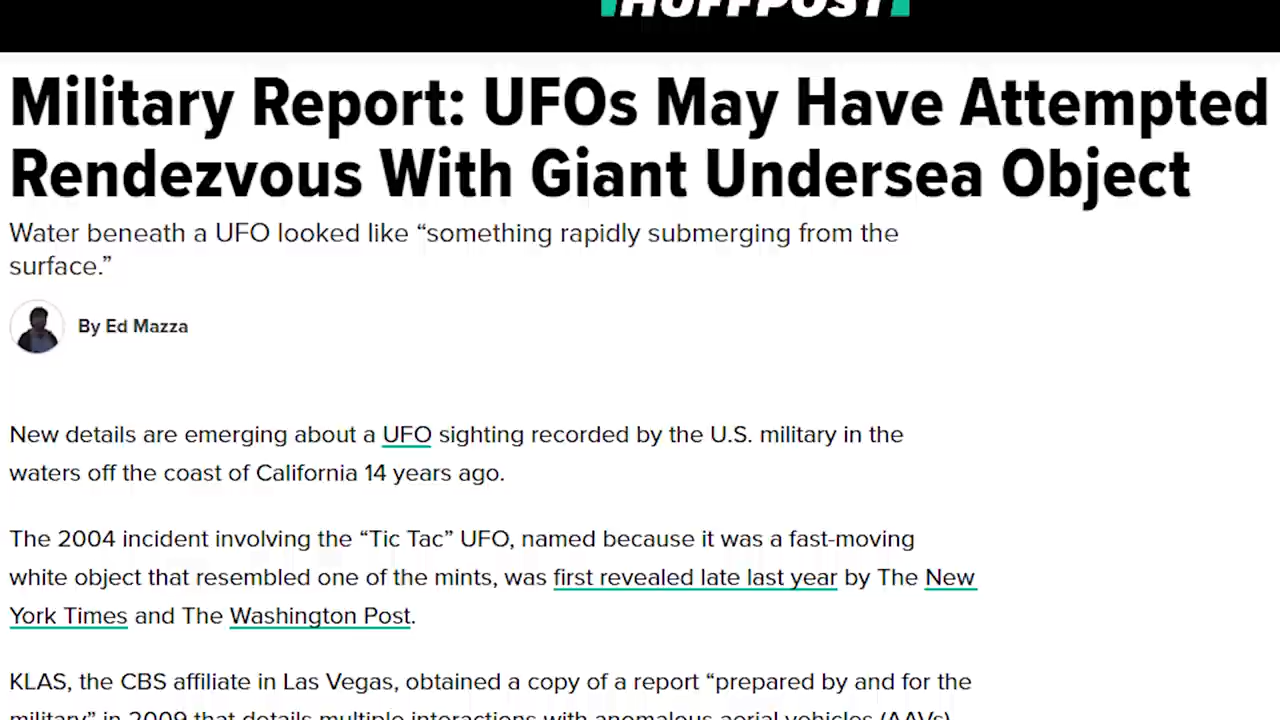 HUFFPOST
Military Report: UFOs May Have Attempted
Rendezvous With Giant Undersea Object
Water beneath a UFO looked like “something rapidly submerging from the
surface.”
By Ed Mazza
New details are emerging about a UFO sighting recorded by the U.S. military in the
waters off the coast of California 14 years ago.
The 2004 incident involving the “Tic Tac” UFO, named because it was a fast-moving
white object that resembled one of the mints, was first revealed late last year by The New
York Times and The Washington Post.
KLAS, the CBS affiliate in Las Vegas, obtained a copy of a report “prepared by and for the
military” in 2009 that details multiple interactions with anomalous aerial vehicles (AAVs)